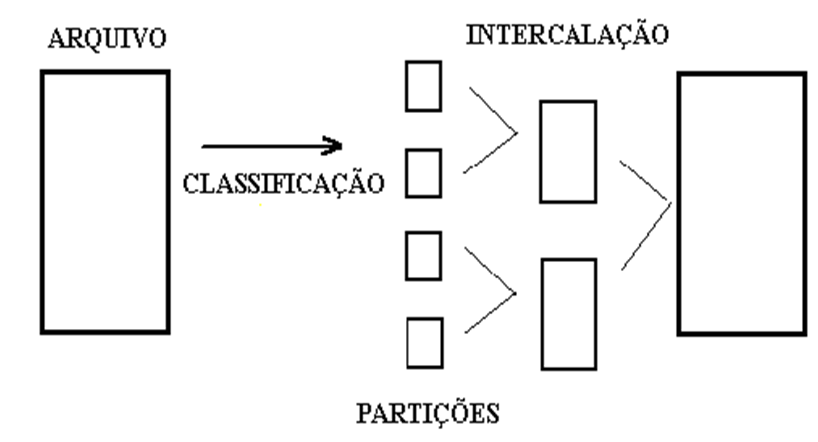 ARQUIVO
INTERCALAÇÃO
CLASSIFICAÇÃO
PARTIÇÕES